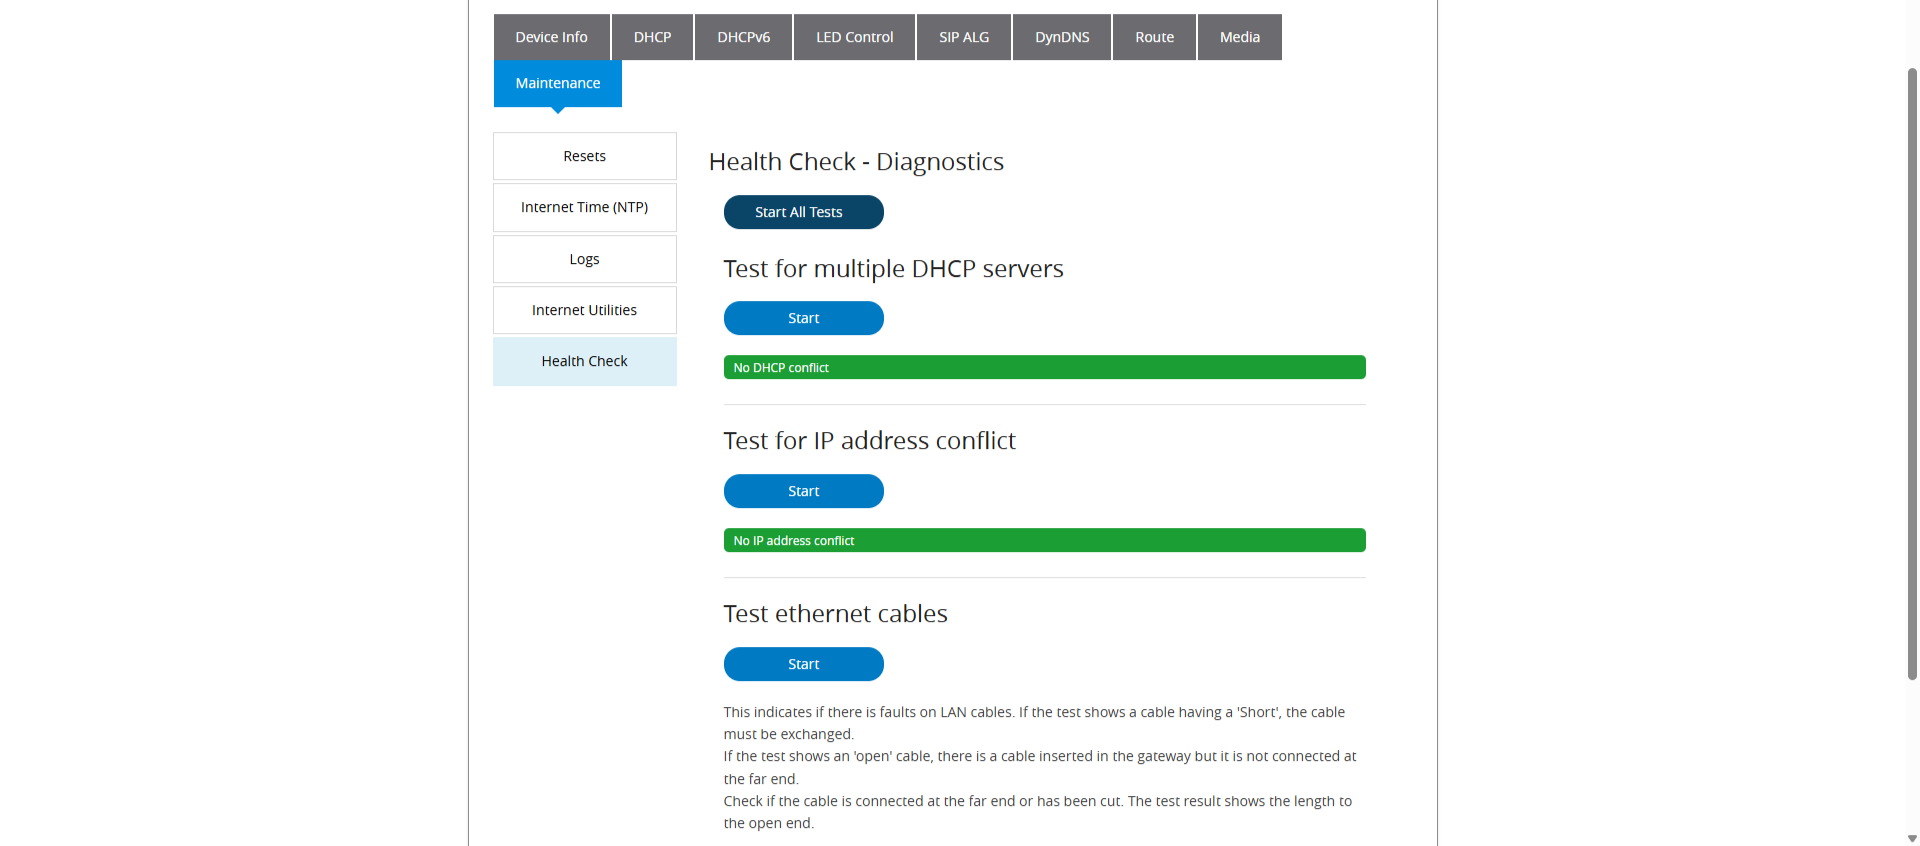 Device Info
DHCP
DHCPv6
LED Control
SIP ALG
DynDNS
Route
Media
Maintenance
Resets
Internet Time (NTP)
Logs
Internet Utilities
Health Check
Health Check - Diagnostics
Start All Tests
Test for multiple DHCP servers
Start
No DHCP conflict
Test for IP address conflict
Start
No IP address conflict
Test ethernet cables
Start
This indicates if there is faults on LAN cables. If the test shows a cable having a 'Short', the cable
must be exchanged.
If the test shows an 'open' cable, there is a cable inserted in the gateway but it is not connected at
the far end.
Check if the cable is connected at the far end or has been cut. The test result shows the length to
the open end.